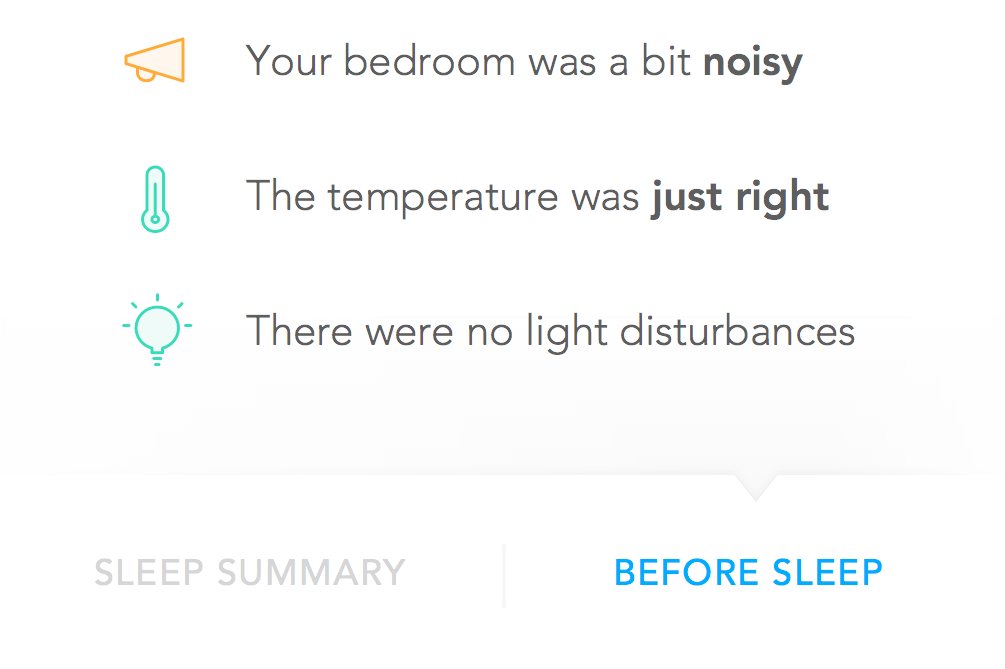 Your bedroom was a bit noisy
The temperature was just right
There were no light disturbances
SLEEP SUMMARY
BEFORE SLEEP